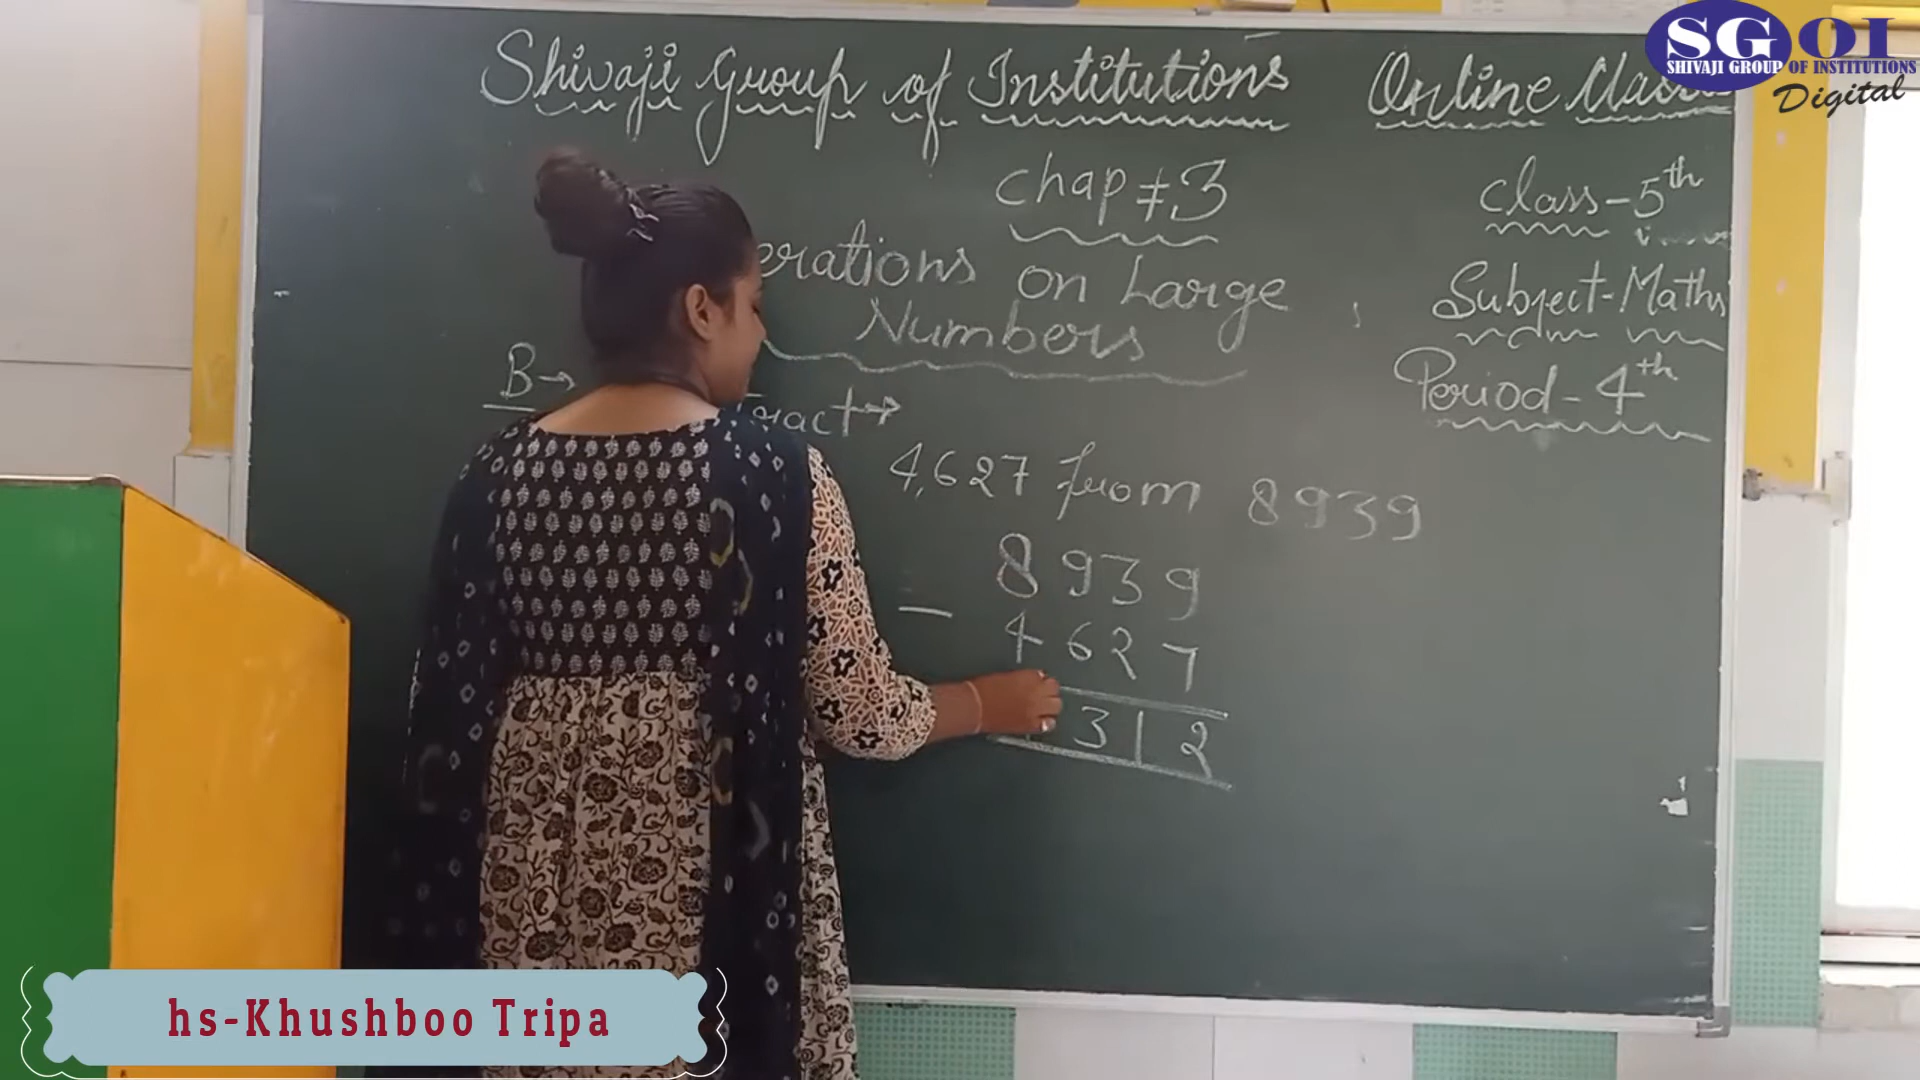 Shivaji Group of Institutions
Online
SGOI
SHIVAJI GROUP OF INSTITUTIONS
Digital
Chap ≠ 3
Class - 5th
erations on Large
Numbers
Subject - Maths
Period - 4th
B→
ract →
4,627 from 8939
8939
- 4627
312
hs-Khushboo Tripa